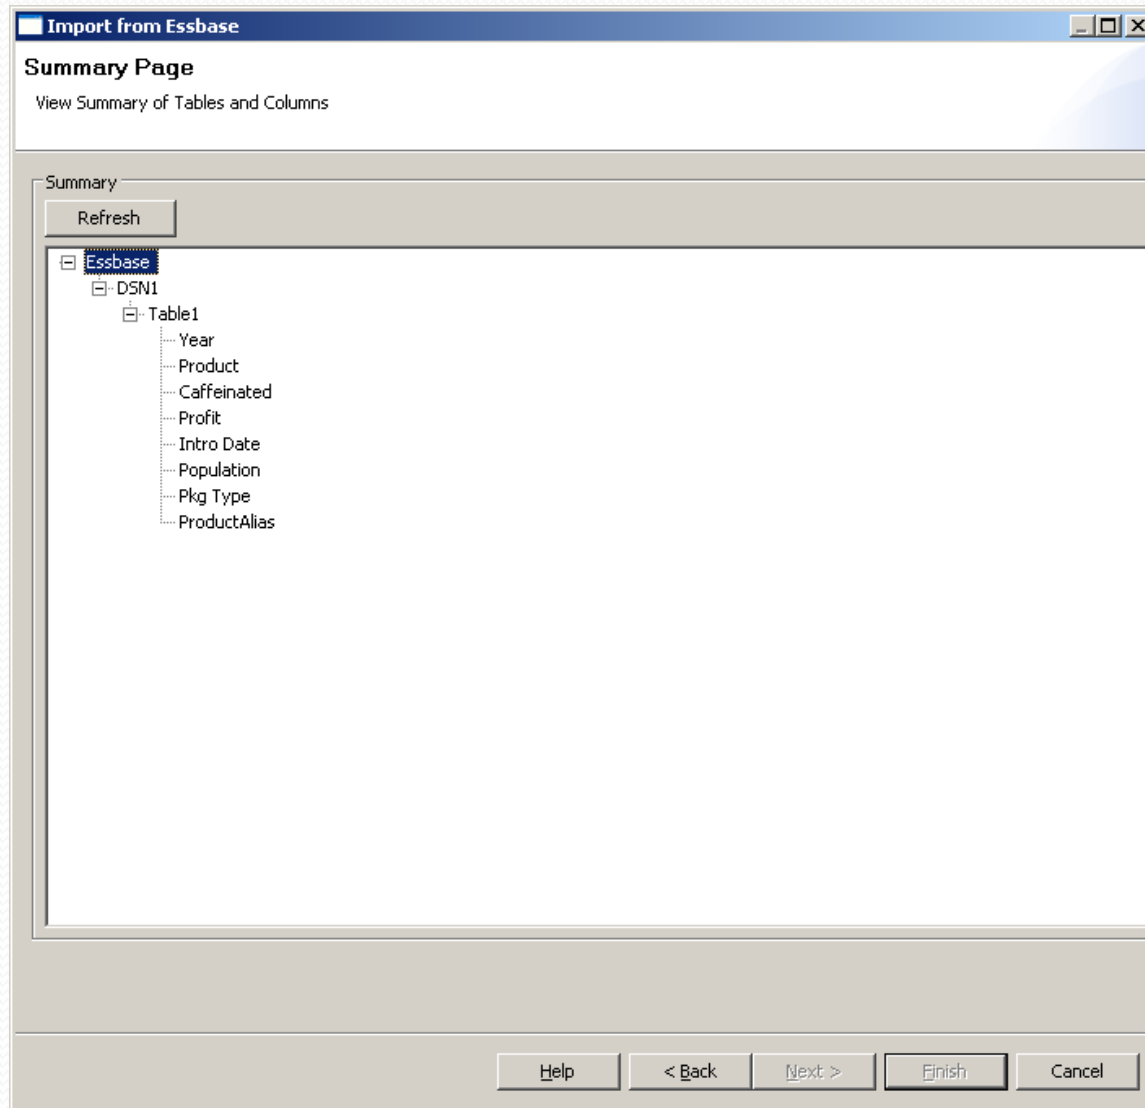 Import from Essbase
Summary Page
View Summary of Tables and Columns
Summary
Refresh
Essbase
DSN1
Table1
Year
Product
Caffeinated
Profit
Intro Date
Population
Pkg Type
ProductAlias
Help
< Back
Next >
Finish
Cancel